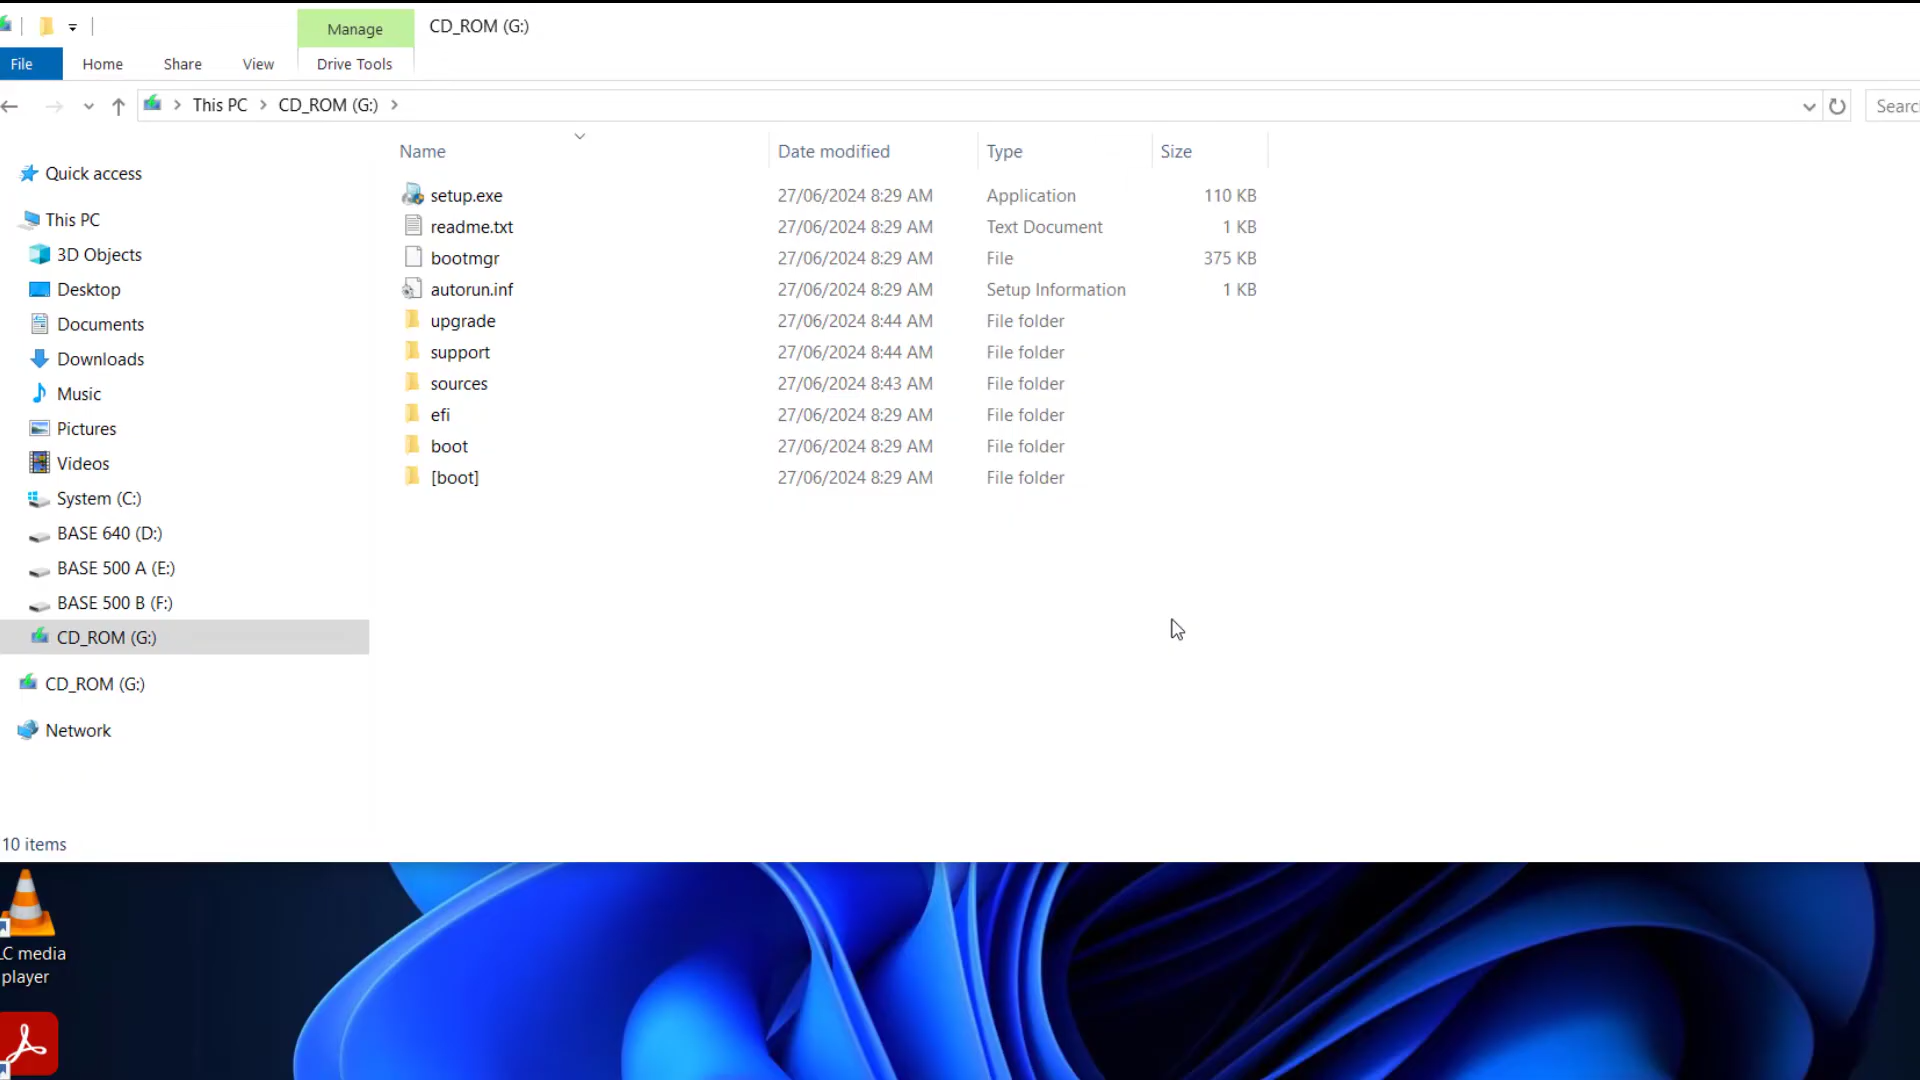 Manage
CD_ROM (G:)
File
Home
Share
View
Drive Tools
This PC
CD_ROM (G:)
Name
Date modified
Type
Size
Quick access
This PC
3D Objects
Desktop
Documents
Downloads
Music
Pictures
Videos
System (C:)
BASE 640 (D:)
BASE 500 A (E:)
BASE 500 B (F:)
CD_ROM (G:)
CD_ROM (G:)
Network
setup.exe 27/06/2024 8:29 AM Application 110 KB
readme.txt 27/06/2024 8:29 AM Text Document 1 KB
bootmgr 27/06/2024 8:29 AM File 375 KB
autorun.inf 27/06/2024 8:29 AM Setup Information 1 KB
upgrade 27/06/2024 8:44 AM File folder
support 27/06/2024 8:44 AM File folder
sources 27/06/2024 8:43 AM File folder
efi 27/06/2024 8:29 AM File folder
boot 27/06/2024 8:29 AM File folder
[boot] 27/06/2024 8:29 AM File folder
10 items
media
player